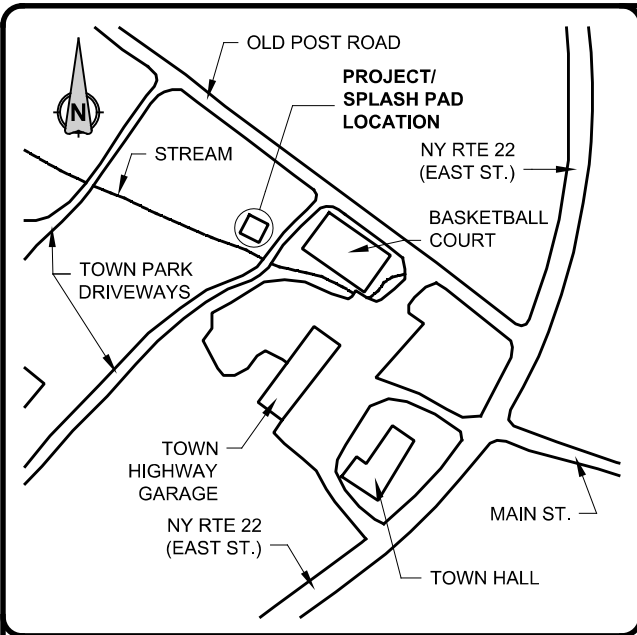 OLD POST ROAD
PROJECT/
SPLASH PAD
LOCATION
N
STREAM
NY RTE 22
(EAST ST.)
BASKETBALL
COURT
TOWN PARK
DRIVEWAYS
TOWN
HIGHWAY
GARAGE
MAIN ST.
NY RTE 22
(EAST ST.)
TOWN HALL